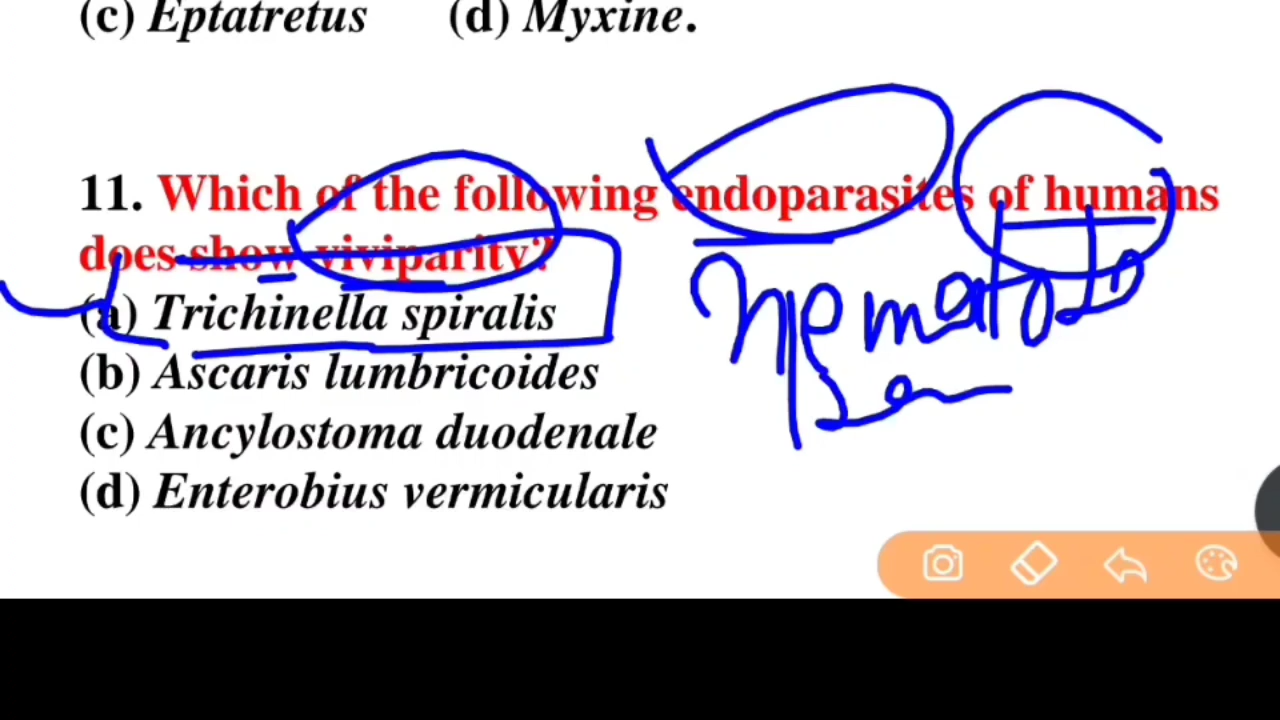 (c) Eptatretus (d) Myxine.
11. Which of the following endoparasites of humans
does show viviparity?
(a) Trichinella spiralis
(b) Ascaris lumbricoides
(c) Ancylostoma duodenale
(d) Enterobius vermicularis